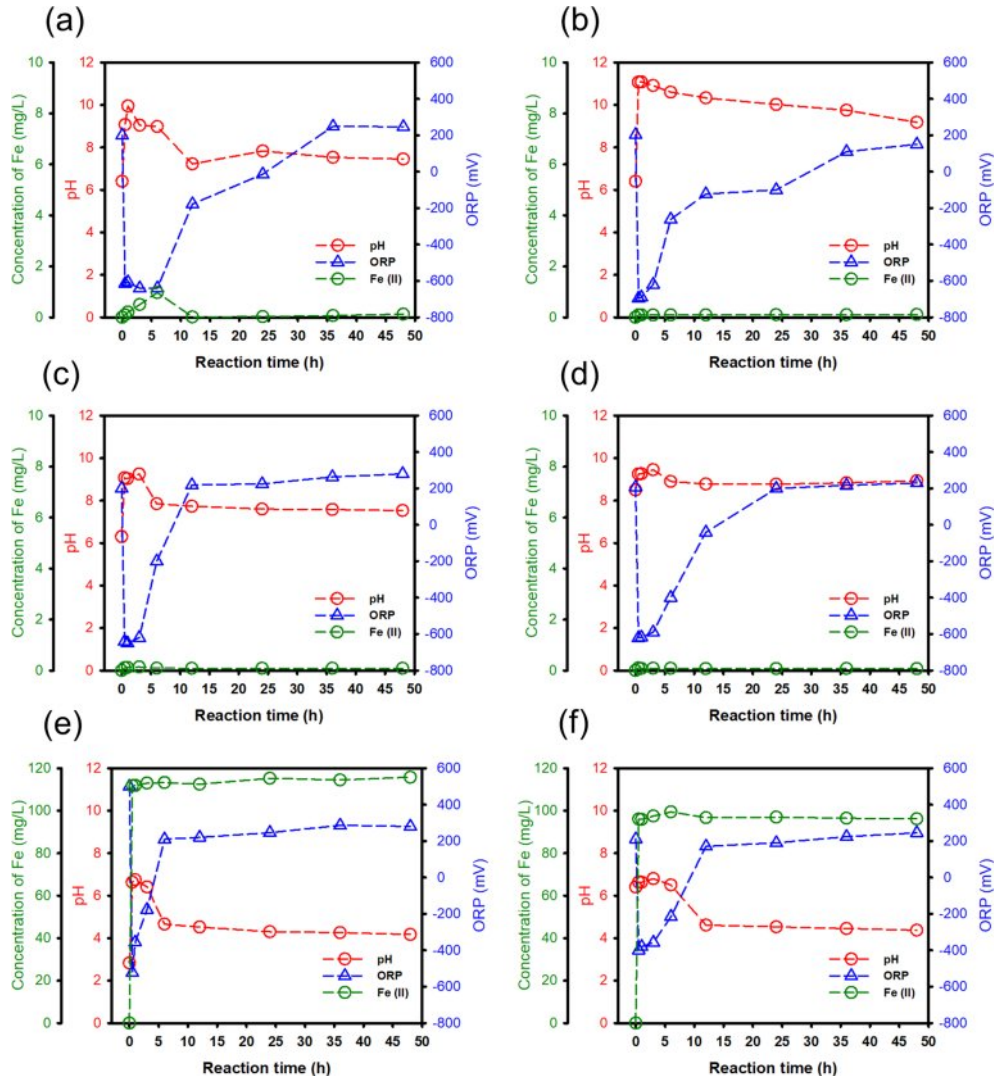 (a)
10
8
6
4
2
0
Concentration of Fe (mg/L)
12
10
8
6
4
2
0
pH
600
400
200
0
-200
-400
-600
-800
ORP (mV)
pH
ORP
Fe (II)
0 5 10 15 20 25 30 35 40 45 50
Reaction time (h)
(b)
10
8
6
4
2
0
Concentration of Fe (mg/L)
12
10
8
6
4
2
0
pH
600
400
200
0
-200
-400
-600
-800
ORP (mV)
pH
ORP
Fe (II)
0 5 10 15 20 25 30 35 40 45 50
Reaction time (h)
(c)
10
8
6
4
2
0
Concentration of Fe (mg/L)
12
10
8
6
4
2
0
pH
600
400
200
0
-200
-400
-600
-800
ORP (mV)
pH
ORP
Fe (II)
0 5 10 15 20 25 30 35 40 45 50
Reaction time (h)
(d)
10
8
6
4
2
0
Concentration of Fe (mg/L)
12
10
8
6
4
2
0
pH
600
400
200
0
-200
-400
-600
-800
ORP (mV)
pH
ORP
Fe (II)
0 5 10 15 20 25 30 35 40 45 50
Reaction time (h)
(e)
120
100
80
60
40
20
0
Concentration of Fe (mg/L)
12
10
8
6
4
2
0
pH
600
400
200
0
-200
-400
-600
-800
ORP (mV)
pH
ORP
Fe (II)
0 5 10 15 20 25 30 35 40 45 50
Reaction time (h)
(f)
120
100
80
60
40
20
0
Concentration of Fe (mg/L)
12
10
8
6
4
2
0
pH
600
400
200
0
-200
-400
-600
-800
ORP (mV)
pH
ORP
Fe (II)
0 5 10 15 20 25 30 35 40 45 50
Reaction time (h)